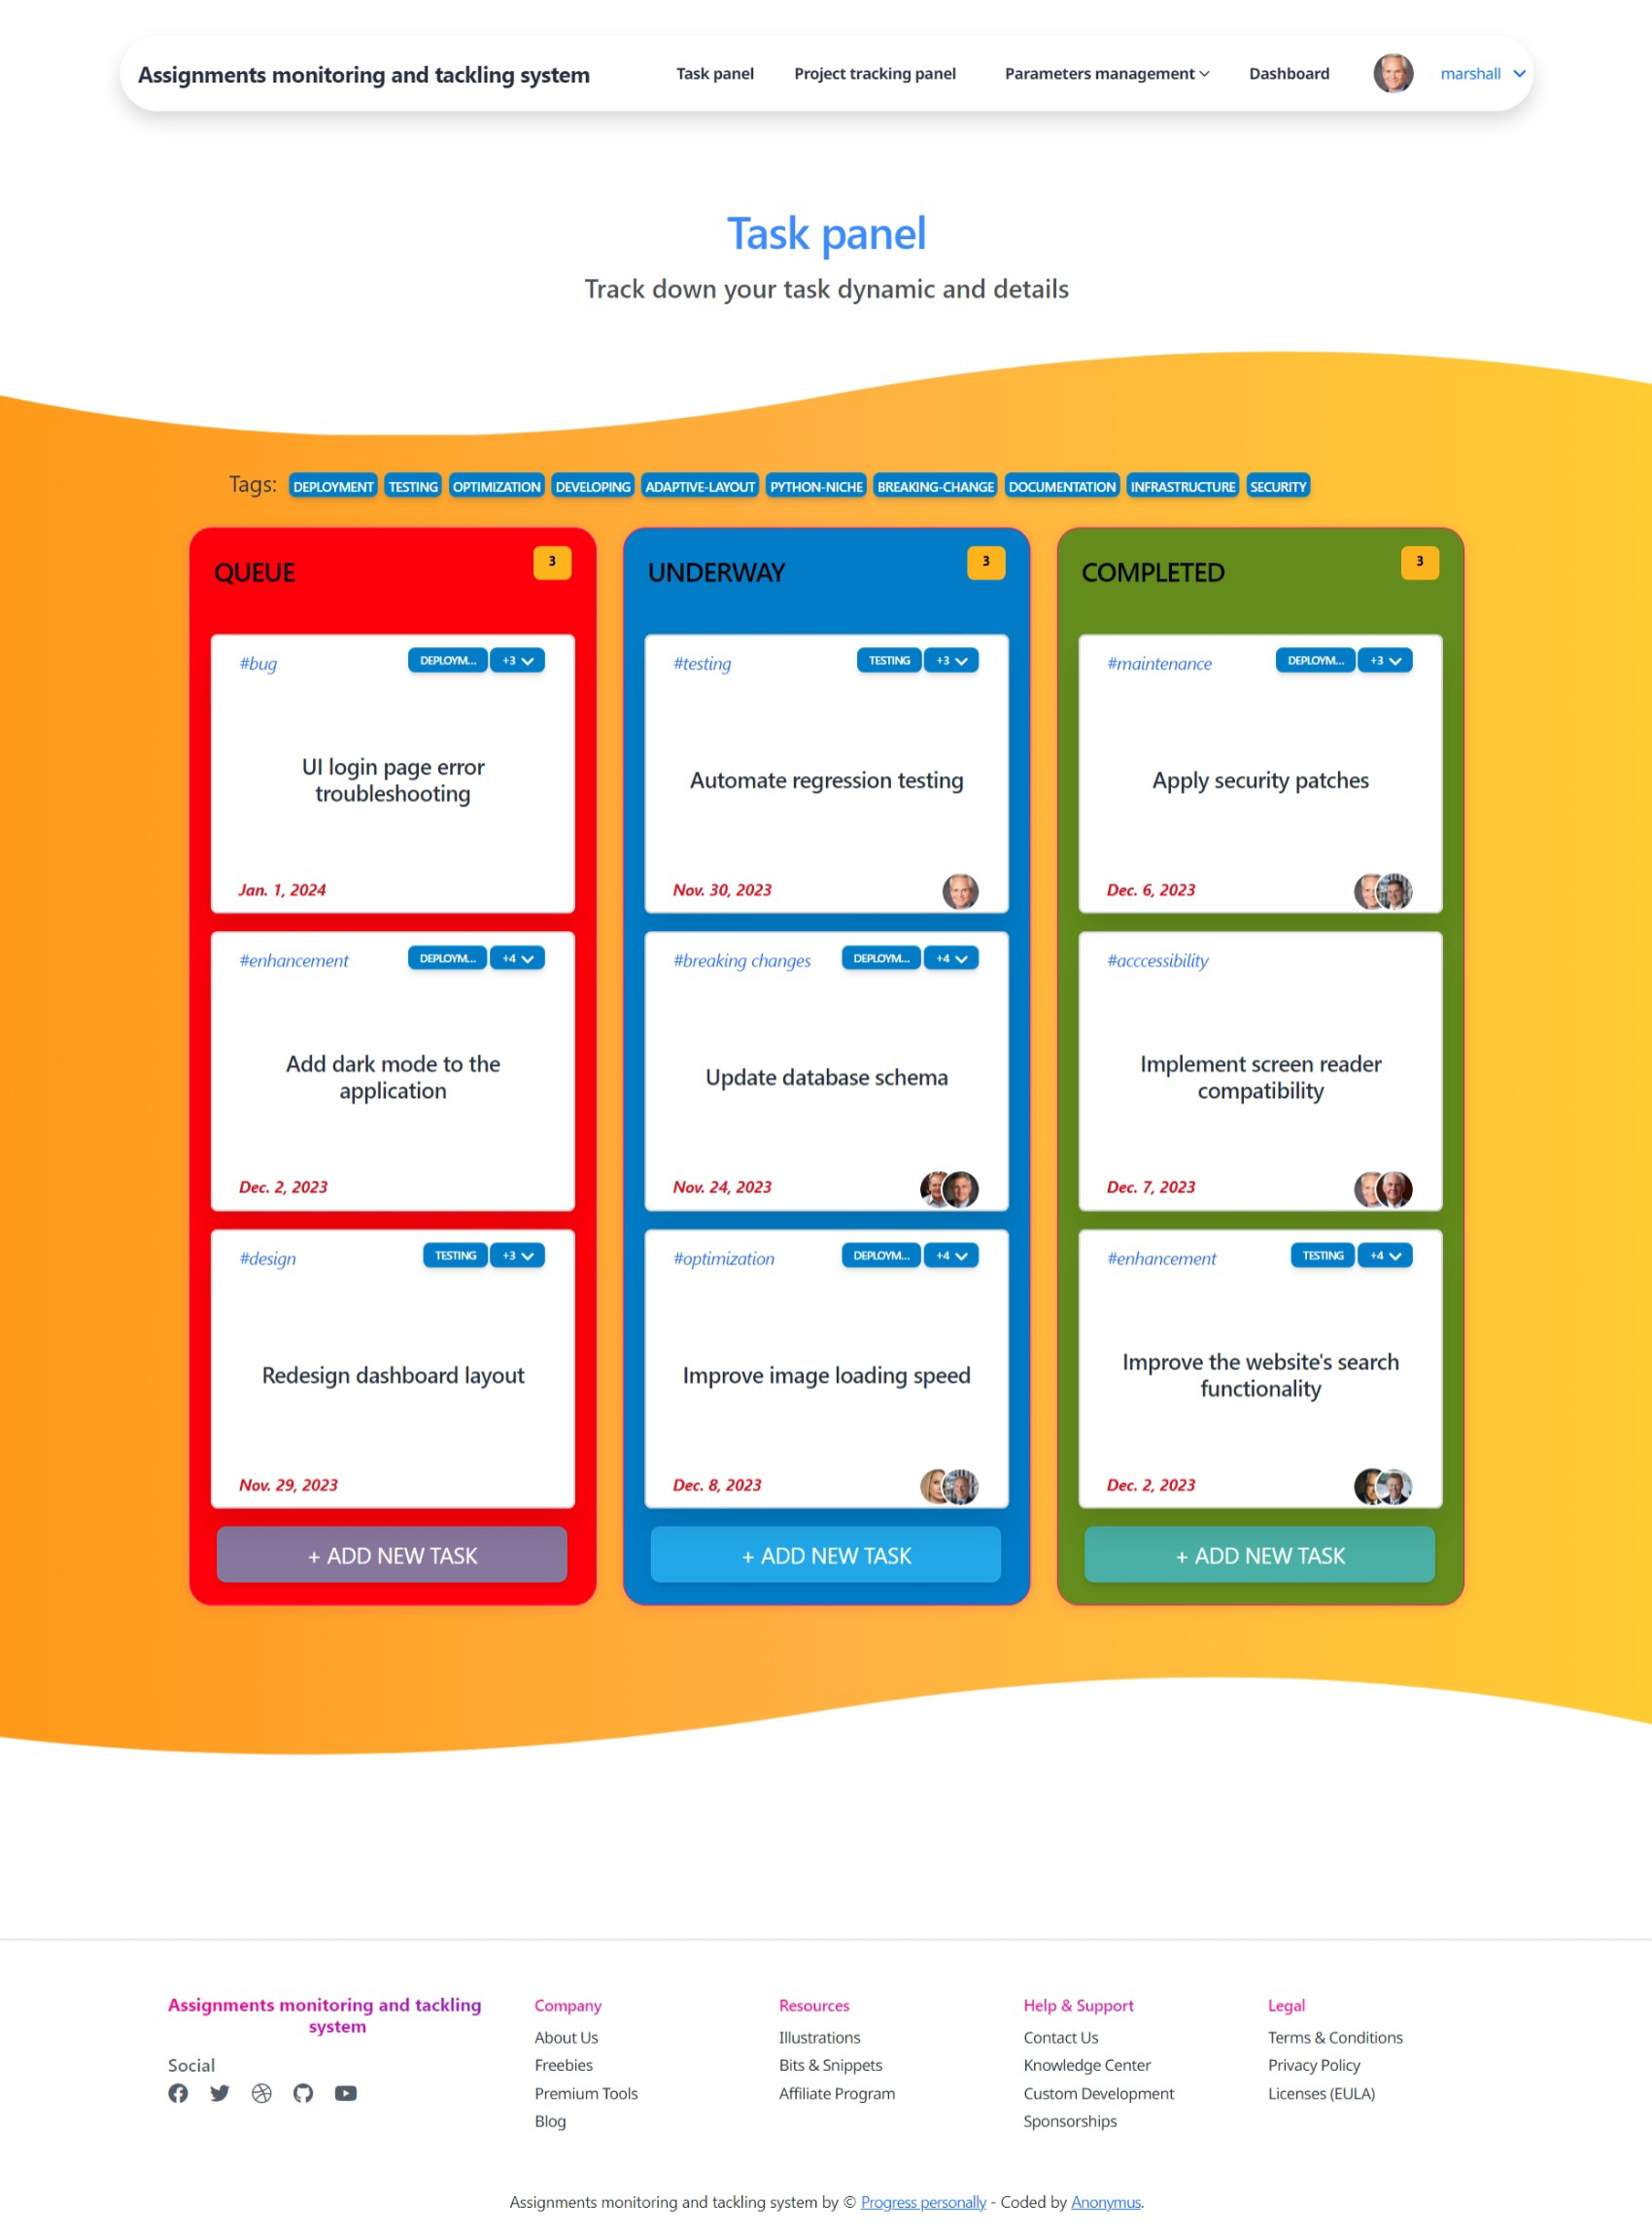 Assignments monitoring and tackling system
Task panel
Project tracking panel
Parameters management
Dashboard
marshall
Task panel
Track down your task dynamic and details
Tags: DEPLOYMENT TESTING OPTIMIZATION DEVELOPING ADAPTIVE-LAYOUT PYTHON-NICHE BREAKING-CHANGE DOCUMENTATION INFRASTRUCTURE SECURITY
QUEUE
3
#bug
DEPLOYM...
+3
UI login page error
troubleshooting
Jan. 1, 2024
#enhancement
DEPLOYM...
+4
Add dark mode to the
application
Dec. 2, 2023
#design
TESTING
+3
Redesign dashboard layout
Nov. 29, 2023
+ ADD NEW TASK
UNDERWAY
3
#testing
TESTING
+3
Automate regression testing
Nov. 30, 2023
#breaking changes
DEPLOYM...
+4
Update database schema
Nov. 24, 2023
#optimization
DEPLOYM...
+4
Improve image loading speed
Dec. 8, 2023
+ ADD NEW TASK
COMPLETED
3
#maintenance
DEPLOYM...
+3
Apply security patches
Dec. 6, 2023
#acccessibility
Implement screen reader
compatibility
Dec. 7, 2023
#enhancement
TESTING
+4
Improve the website's search
functionality
Dec. 2, 2023
+ ADD NEW TASK
Assignments monitoring and tackling
system
Social
Company
About Us
Freebies
Premium Tools
Blog
Resources
Illustrations
Bits & Snippets
Affiliate Program
Help & Support
Contact Us
Knowledge Center
Custom Development
Sponsorships
Legal
Terms & Conditions
Privacy Policy
Licenses (EULA)
Assignments monitoring and tackling system by © Progress personally - Coded by Anonymus.